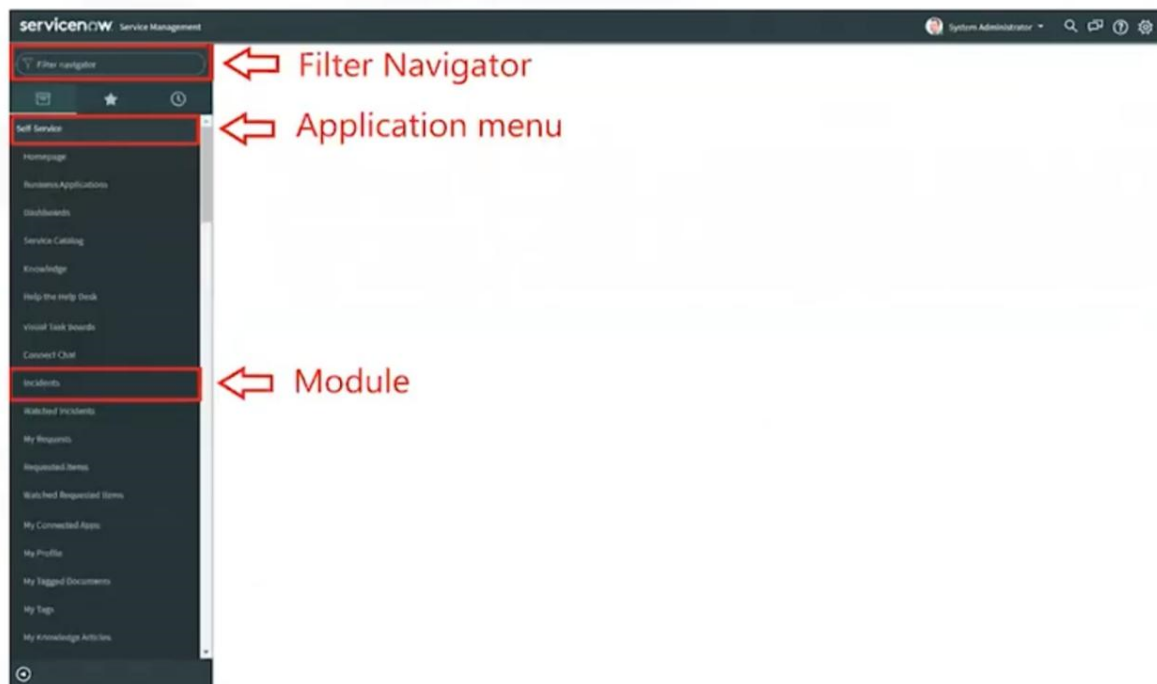 servicenow. Service Management
System Administrator
Filter navigator
Filter Navigator
Self Service
Application menu
Homepage
Business Applications
Dashboards
Service Catalog
Knowledge
Help the Help Desk
Visual Task Boards
Connect Chat
Incidents
Module
Watched Incidents
My Requests
Requested Items
Watched Requested Items
My Connected Apps
My Profile
My Tagged Documents
My Tags
My Knowledge Articles